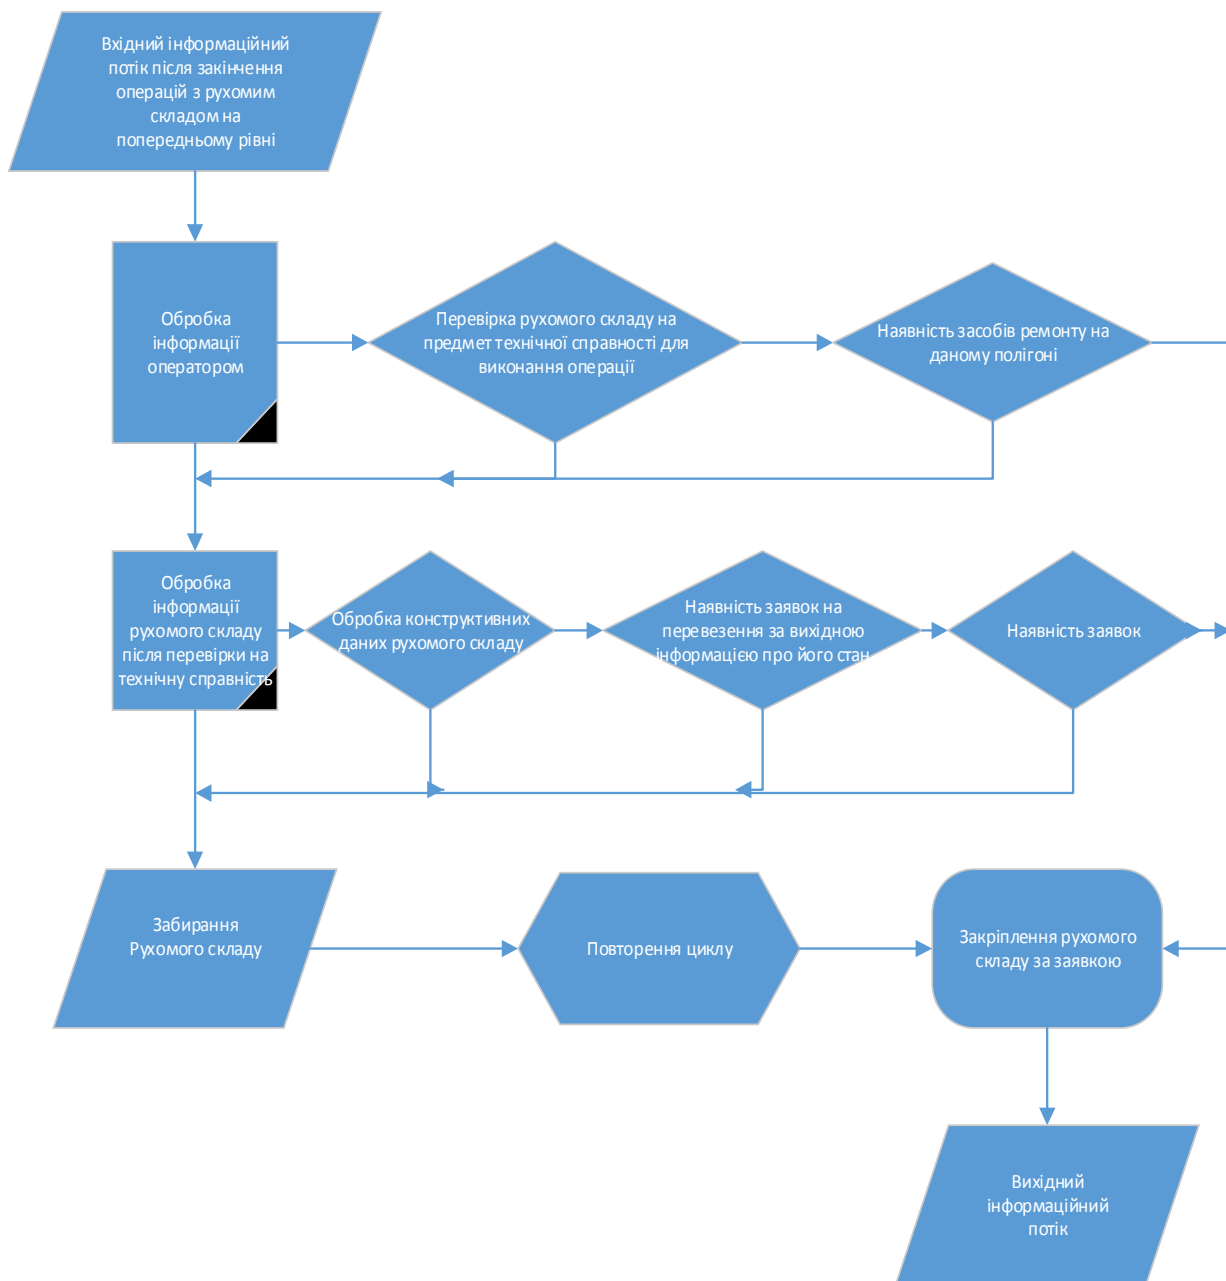 Вхідний інформаційний
потік після закінчення
операцій з рухомим
складом на
попередньому рівні
Обробка
інформації
оператором
Перевірка рухомого складу на
предмет технічної справності для
виконання операції
Наявність засобів ремонту на
даному полігоні
Обробка
інформації
рухомого складу
після перевірки на
технічну справність
Обробка конструктивних
даних рухомого складу
Наявність заявок на
перевезення за вихідною
інформацією про його стан
Наявність заявок
Забирання
Рухомого складу
Повторення циклу
Закріплення рухомого
складу за заявкою
Вихідний
інформаційний
потік